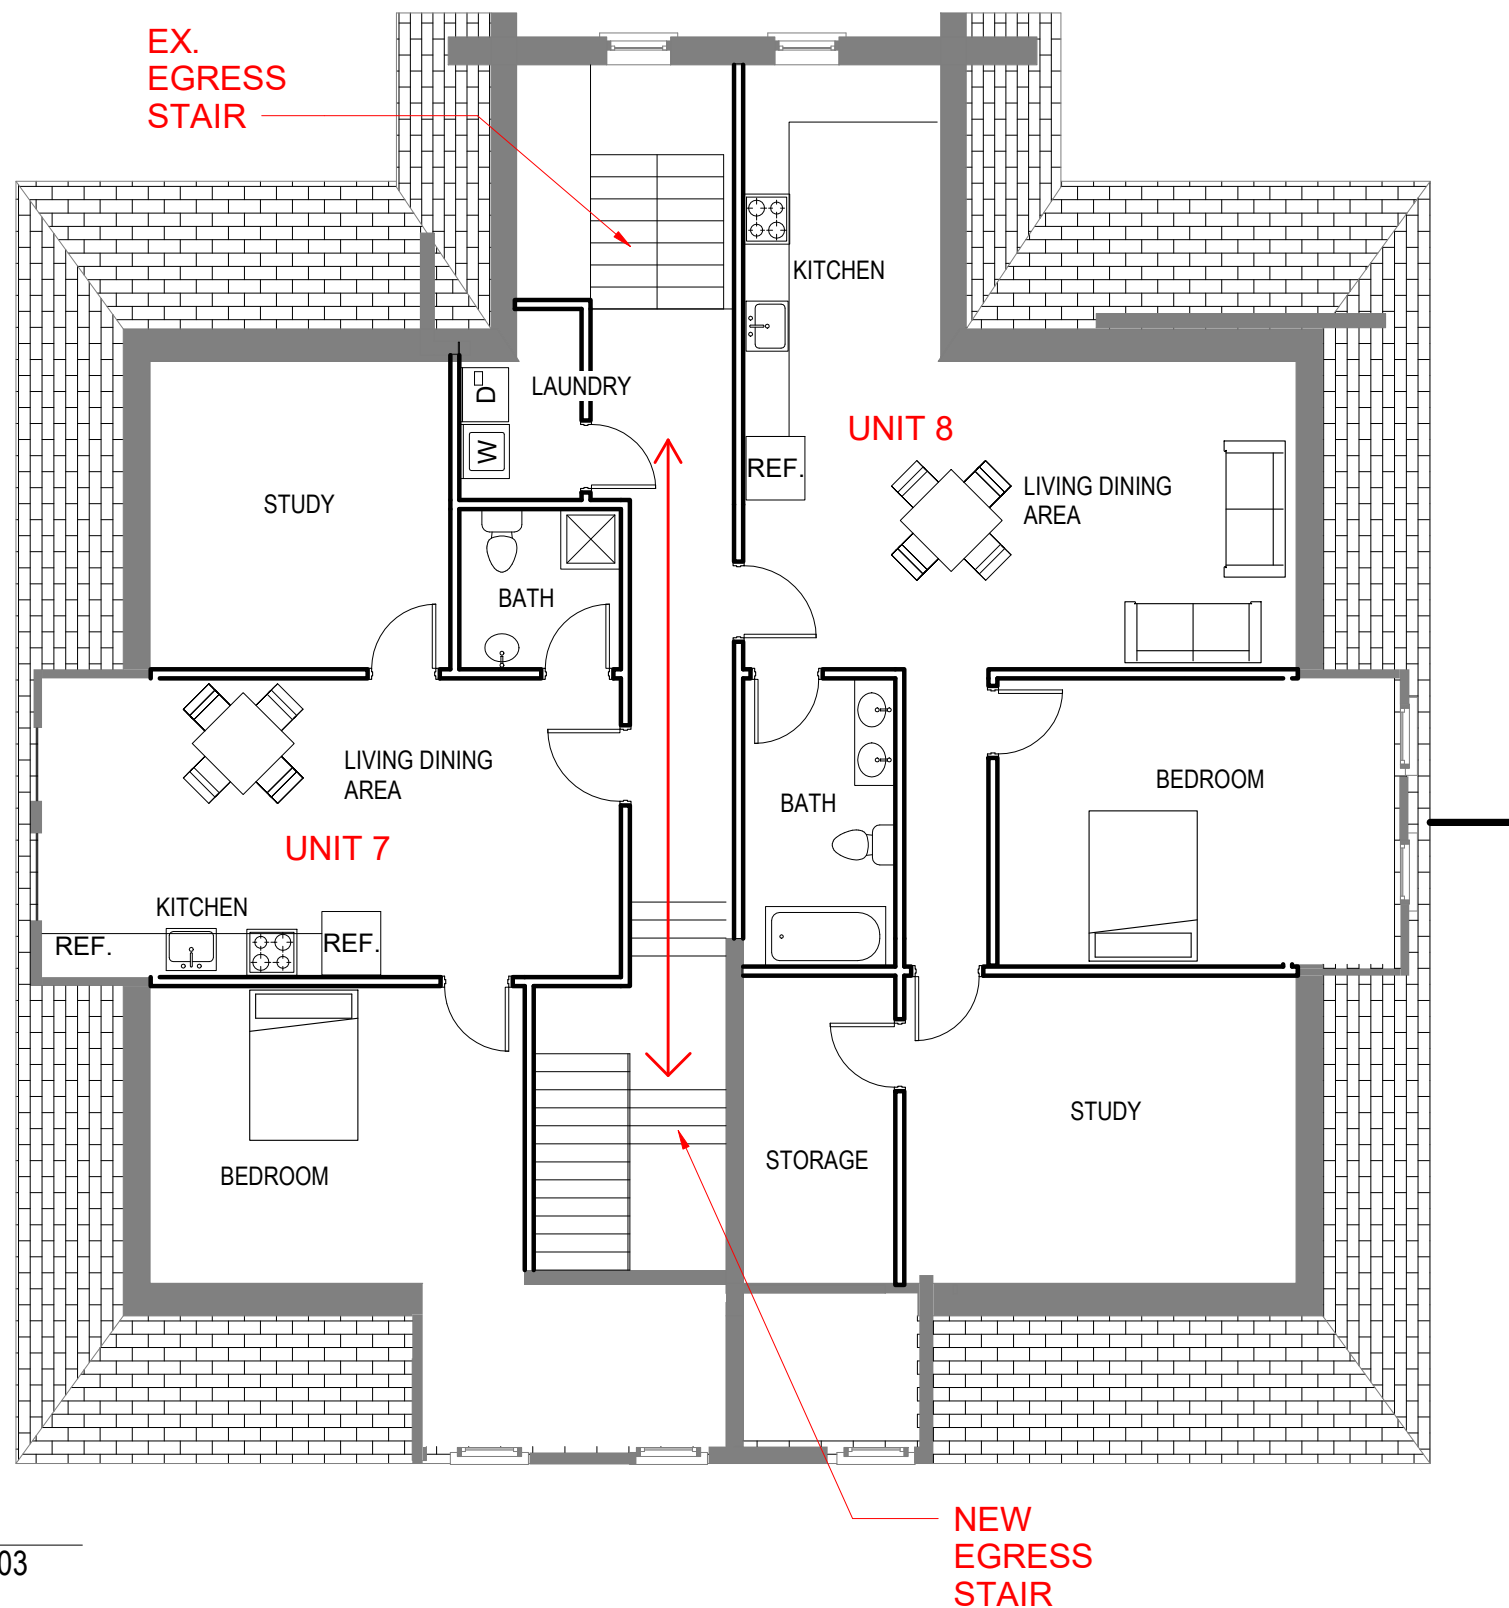 EX.
EGRESS
STAIR
KITCHEN
LAUNDRY
D
W
UNIT 8
REF.
LIVING DINING
AREA
STUDY
BATH
LIVING DINING
AREA
BEDROOM
BATH
UNIT 7
KITCHEN
REF.
REF.
STUDY
STORAGE
BEDROOM
NEW
EGRESS
STAIR
03